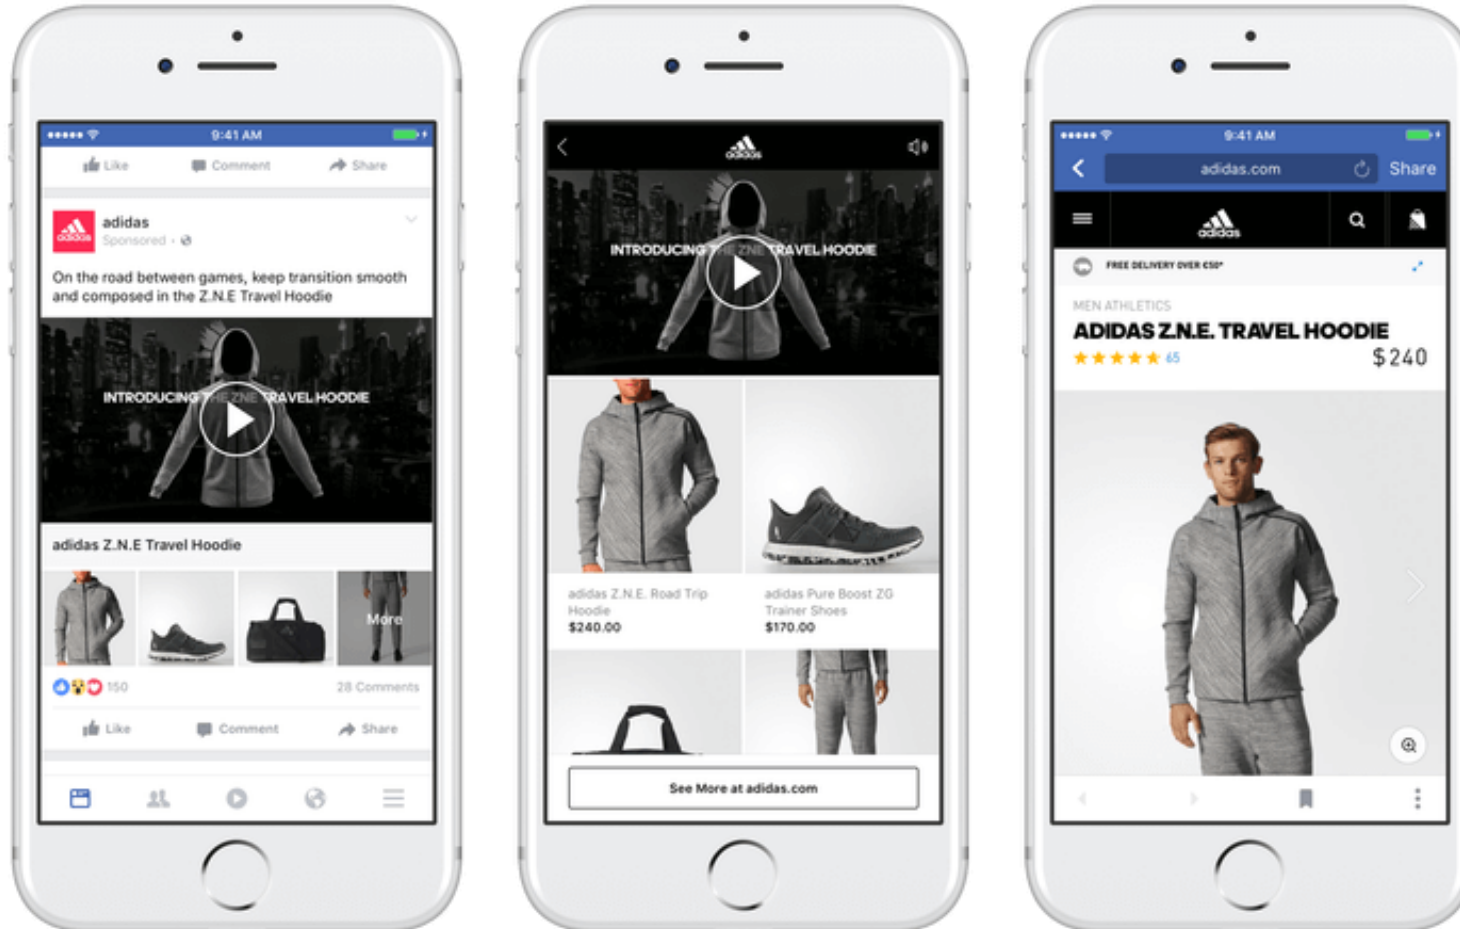 9:41 AM
Like Comment Share
adidas
adidas
Sponsored
On the road between games, keep transition smooth
and composed in the Z.N.E Travel Hoodie
INTRODUCING THE ZNE TRAVEL HOODIE
adidas Z.N.E Travel Hoodie
More
150 28 Comments
Like Comment Share
adidas
INTRODUCING THE ZNE TRAVEL HOODIE
adidas Z.N.E. Road Trip
Hoodie
$240.00
adidas Pure Boost ZG
Trainer Shoes
$170.00
See More at adidas.com
9:41 AM
adidas.com Share
adidas
FREE DELIVERY OVER €50*
MEN ATHLETICS
ADIDAS Z.N.E. TRAVEL HOODIE
65 $240